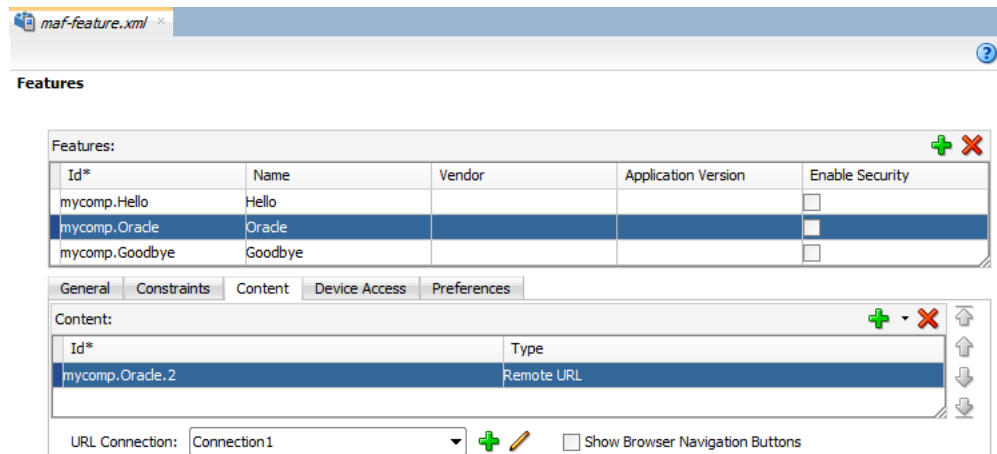 maf-feature.xml
Features
Features:
Id* Name Vendor Application Version Enable Security
mycomp.Hello Hello
mycomp.Oracle Oracle
mycomp.Goodbye Goodbye
General Constraints Content Device Access Preferences
Content:
Id* Type
mycomp.Oracle.2 Remote URL
URL Connection: Connection1 Show Browser Navigation Buttons